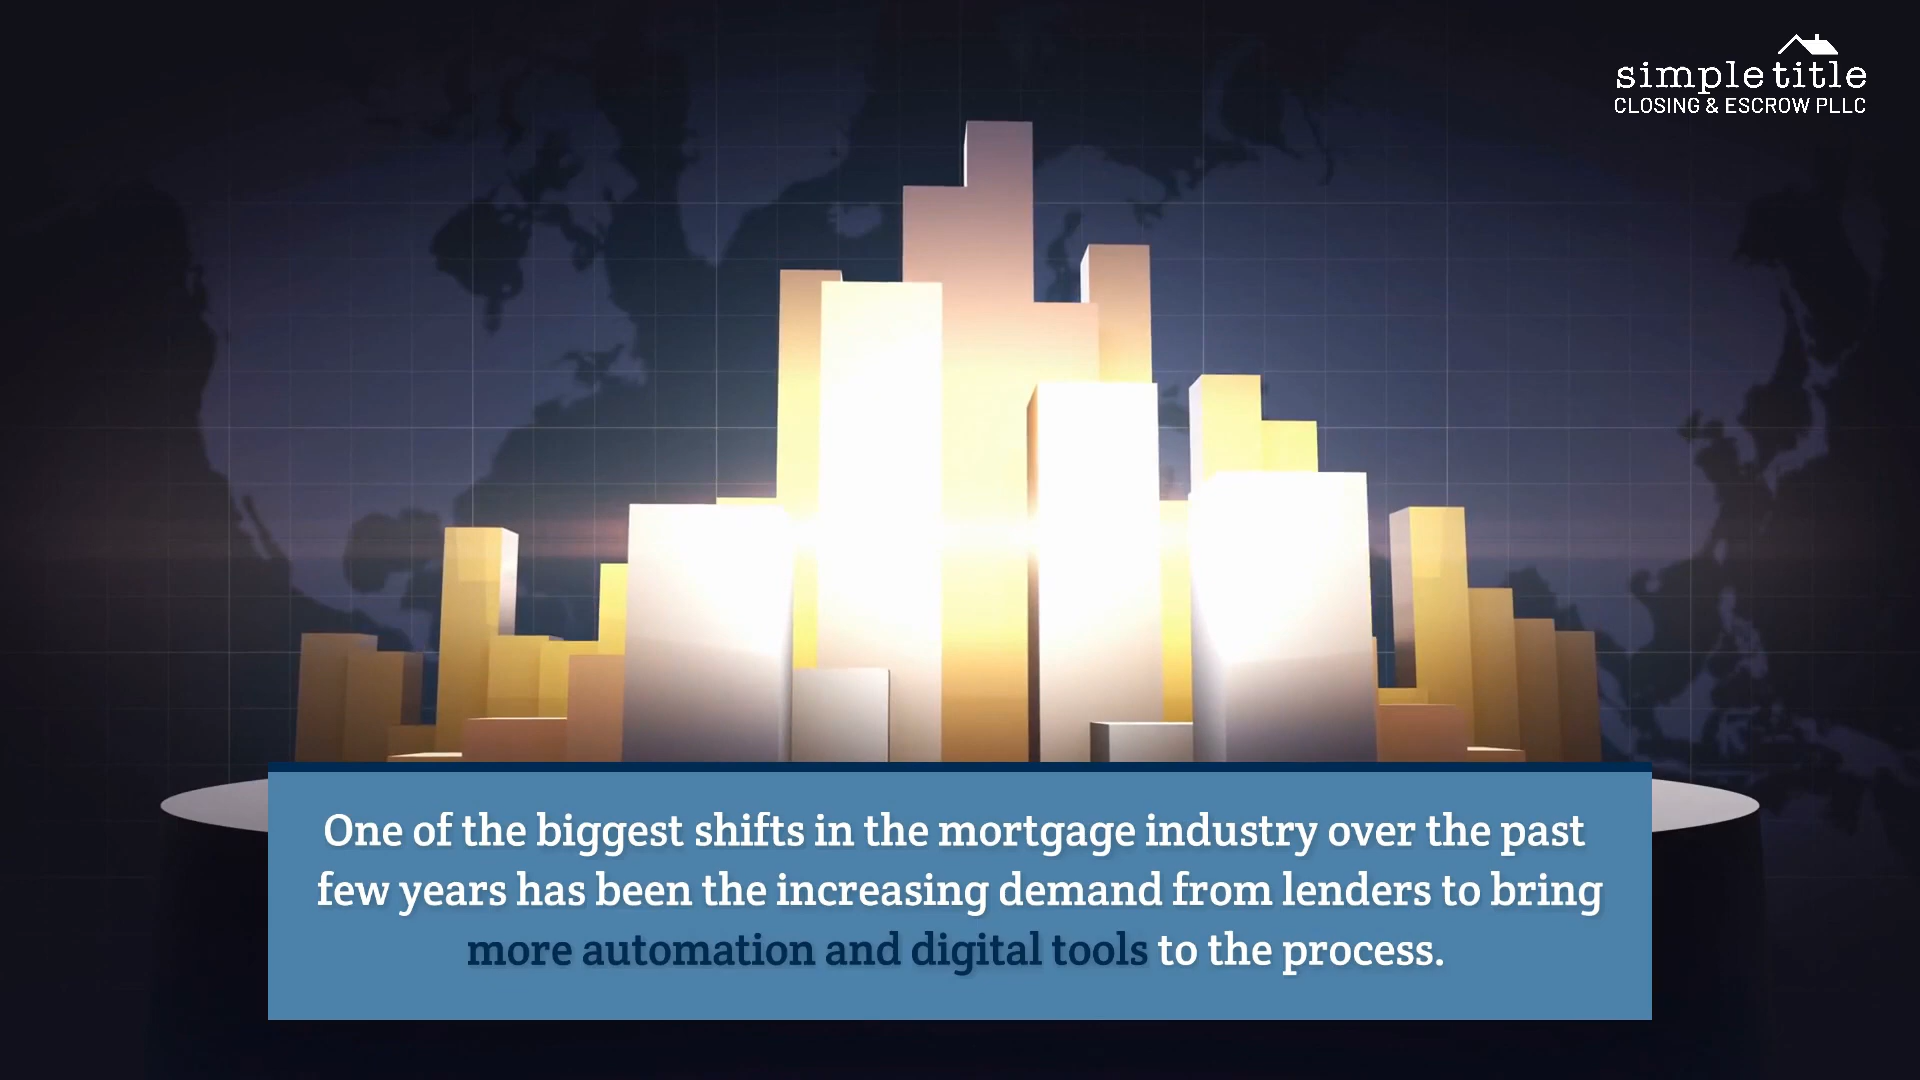 simple title
CLOSING & ESCROW PLLC
One of the biggest shifts in the mortgage industry over the past
few years has been the increasing demand from lenders to bring
more automation and digital tools to the process.